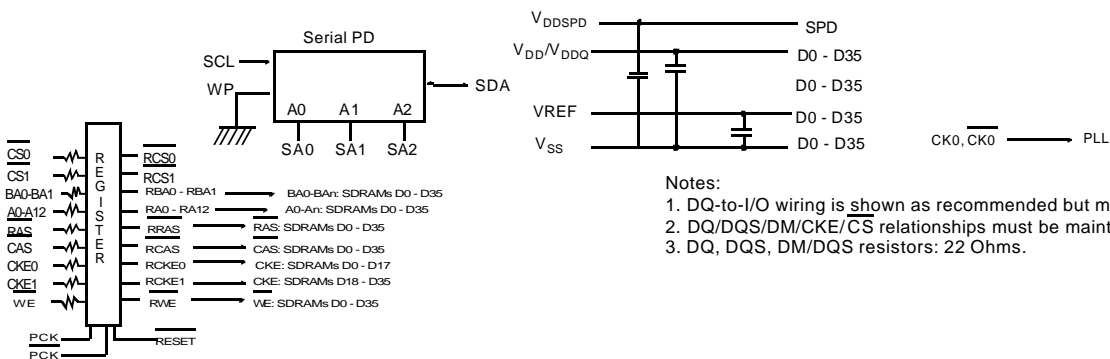 Serial PD
SCL
WP
SDA
A0 A1 A2
SA0 SA1 SA2
VDDSPD SPD
VDD/VDDQ D0 - D35
D0 - D35
VREF D0 - D35
VSS D0 - D35
CK0, CK0 PLL
CS0 RCS0
CS1 RCS1
BA0-BA1 RBA0 - RBA1 BA0-BAn: SDRAMs D0 - D35
A0-A12 RA0 - RA12 A0-An: SDRAMs D0 - D35
RAS RRAS RAS: SDRAMs D0 - D35
CAS RCAS CAS: SDRAMs D0 - D35
CKE0 RCKE0 CKE: SDRAMs D0 - D17
CKE1 RCKE1 CKE: SDRAMs D18 - D35
WE RWE WE: SDRAMs D0 - D35
REGISTER
PCK
PCK
RESET
Notes:
1. DQ-to-I/O wiring is shown as recommended but m
2. DQ/DQS/DM/CKE/CS relationships must be maint
3. DQ, DQS, DM/DQS resistors: 22 Ohms.